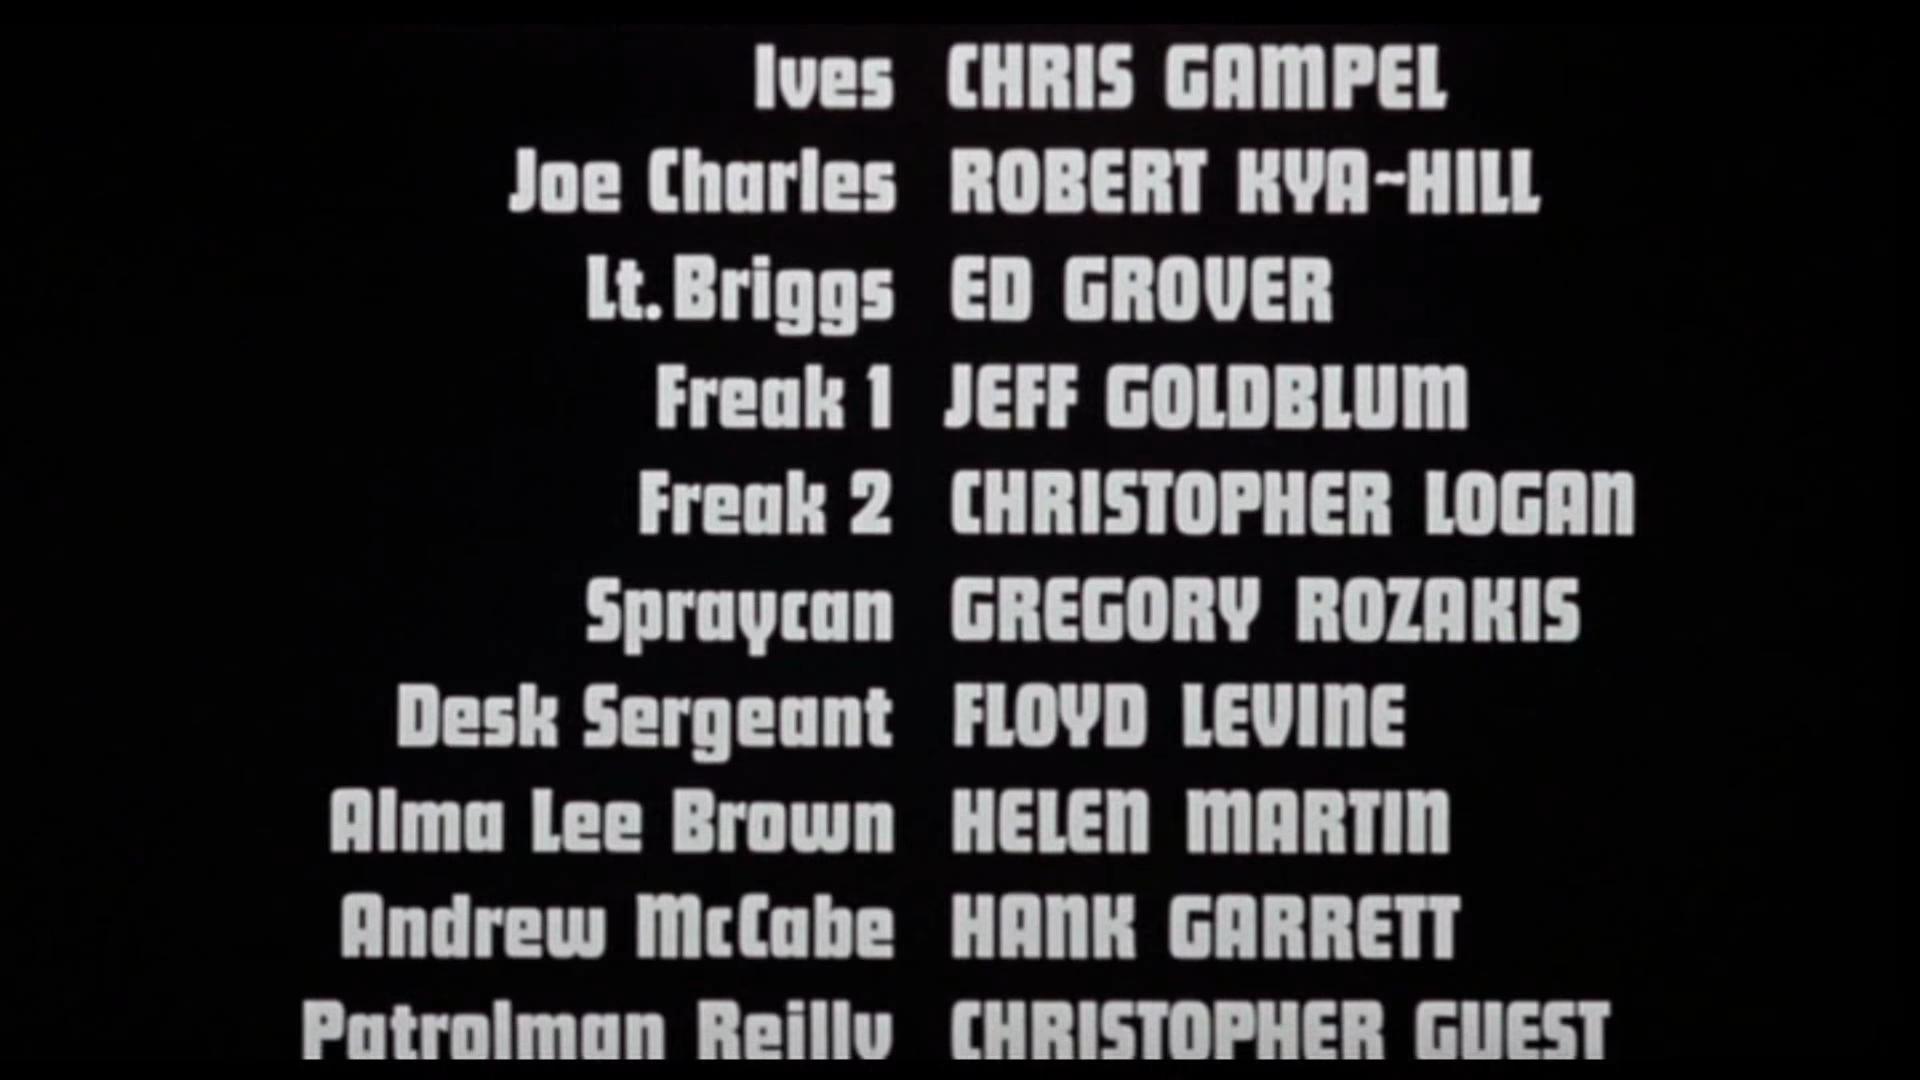 Ives CHRIS GAMPEL
Joe Charles ROBERT KYA-HILL
Lt. Briggs ED GROVER
Freak 1 JEFF GOLDBLUM
Freak 2 CHRISTOPHER LOGAN
Spraycan GREGORY ROZAKIS
Desk Sergeant FLOYD LEVINE
Alma Lee Brown HELEN MARTIN
Andrew McCabe HANK GARRETT
Patrolman Reilly CHRISTOPHER GUEST